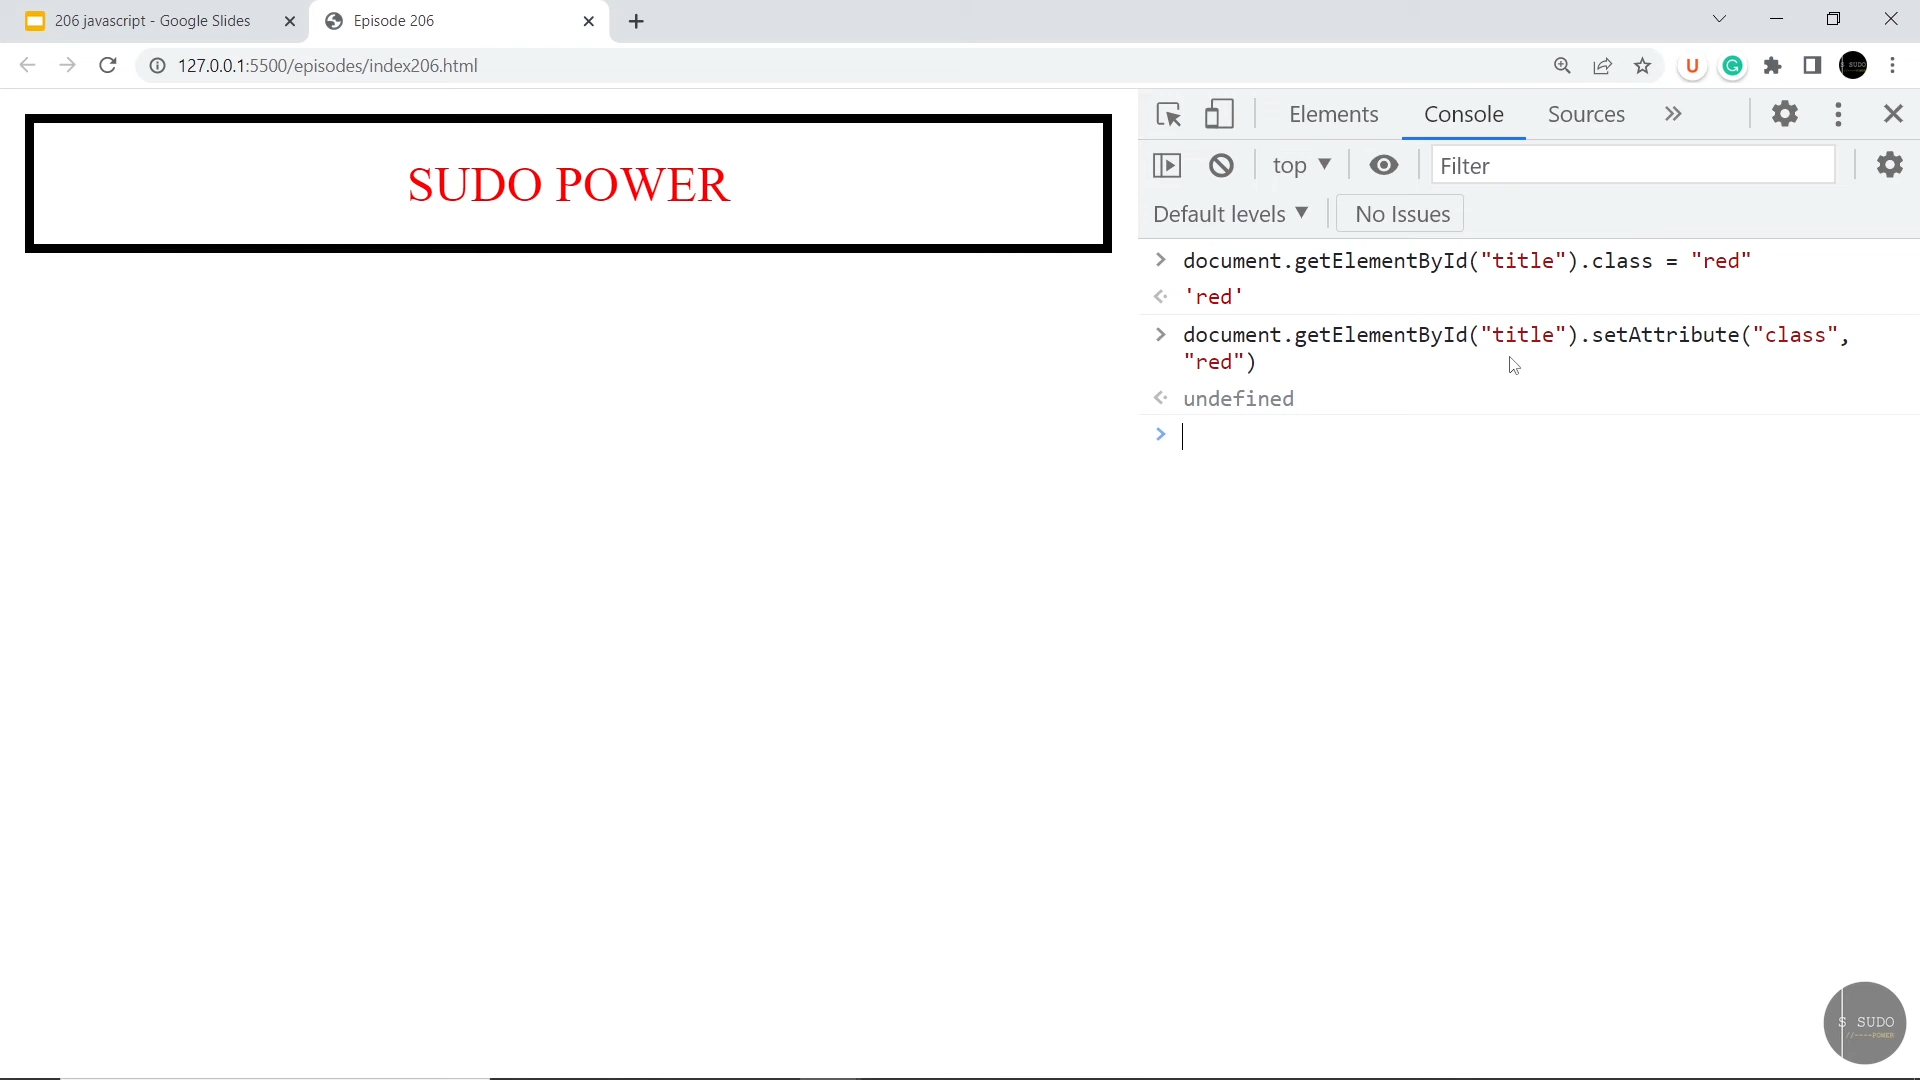 206 javascript - Google Slides
Episode 206
127.0.0.1:5500/episodes/index206.html
SUDO POWER
Elements Console Sources
top Filter
Default levels No Issues
document.getElementById("title").class = "red"
'red'
document.getElementById("title").setAttribute("class",
"red")
undefined
$ SUDO
//----POWER